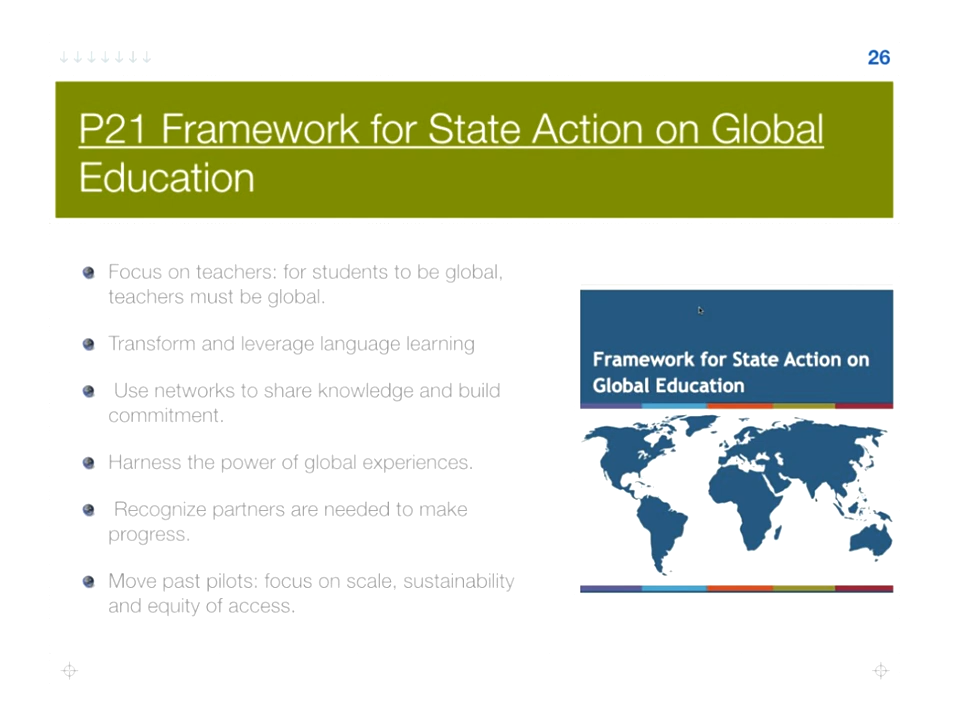 26
P21 Framework for State Action on Global
Education
Focus on teachers: for students to be global,
teachers must be global.
Transform and leverage language learning
Use networks to share knowledge and build
commitment.
Harness the power of global experiences.
Recognize partners are needed to make
progress.
Move past pilots: focus on scale, sustainability
and equity of access.
Framework for State Action on
Global Education